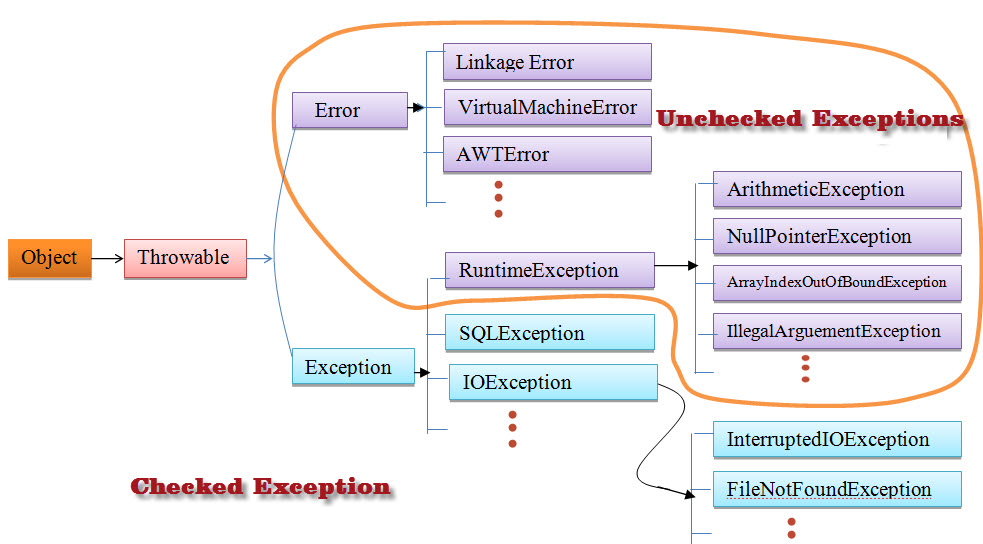 Linkage Error
Error
VirtualMachineError
Unchecked Exceptions
AWTError
ArithmeticException
NullPointerException
Object
Throwable
RuntimeException
ArrayIndexOutOfBoundException
SQLException
IllegalArguementException
Exception
IOException
InterruptedIOException
Checked Exception
FileNotFoundException